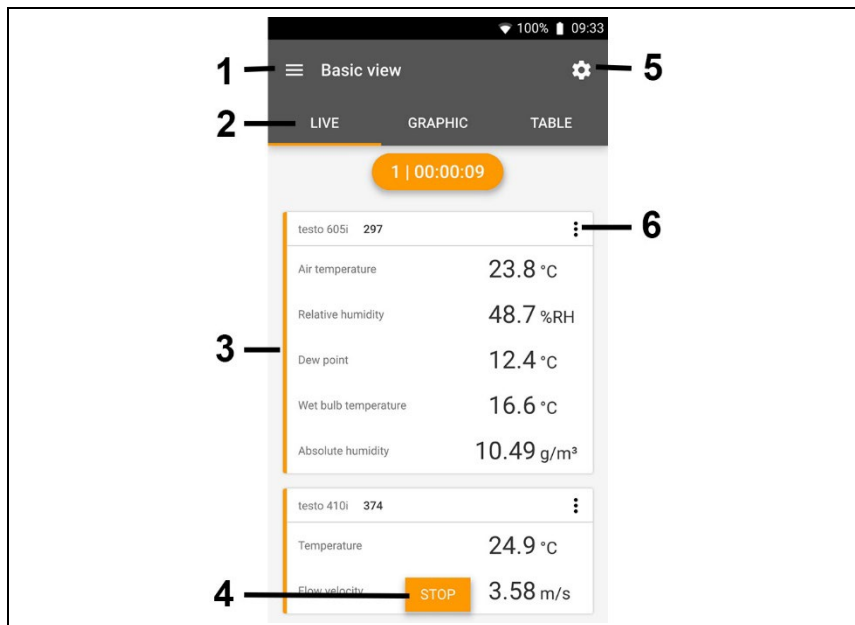 100% 09:33
1 Basic view 5
2 LIVE GRAPHIC TABLE
1 | 00:00:09
testo 605i 297 6
Air temperature 23.8 °C
Relative humidity 48.7 %RH
3
Dew point 12.4 °C
Wet bulb temperature 16.6 °C
Absolute humidity 10.49 g/m³
testo 410i 374
Temperature 24.9 °C
4 Flow velocity STOP 3.58 m/s